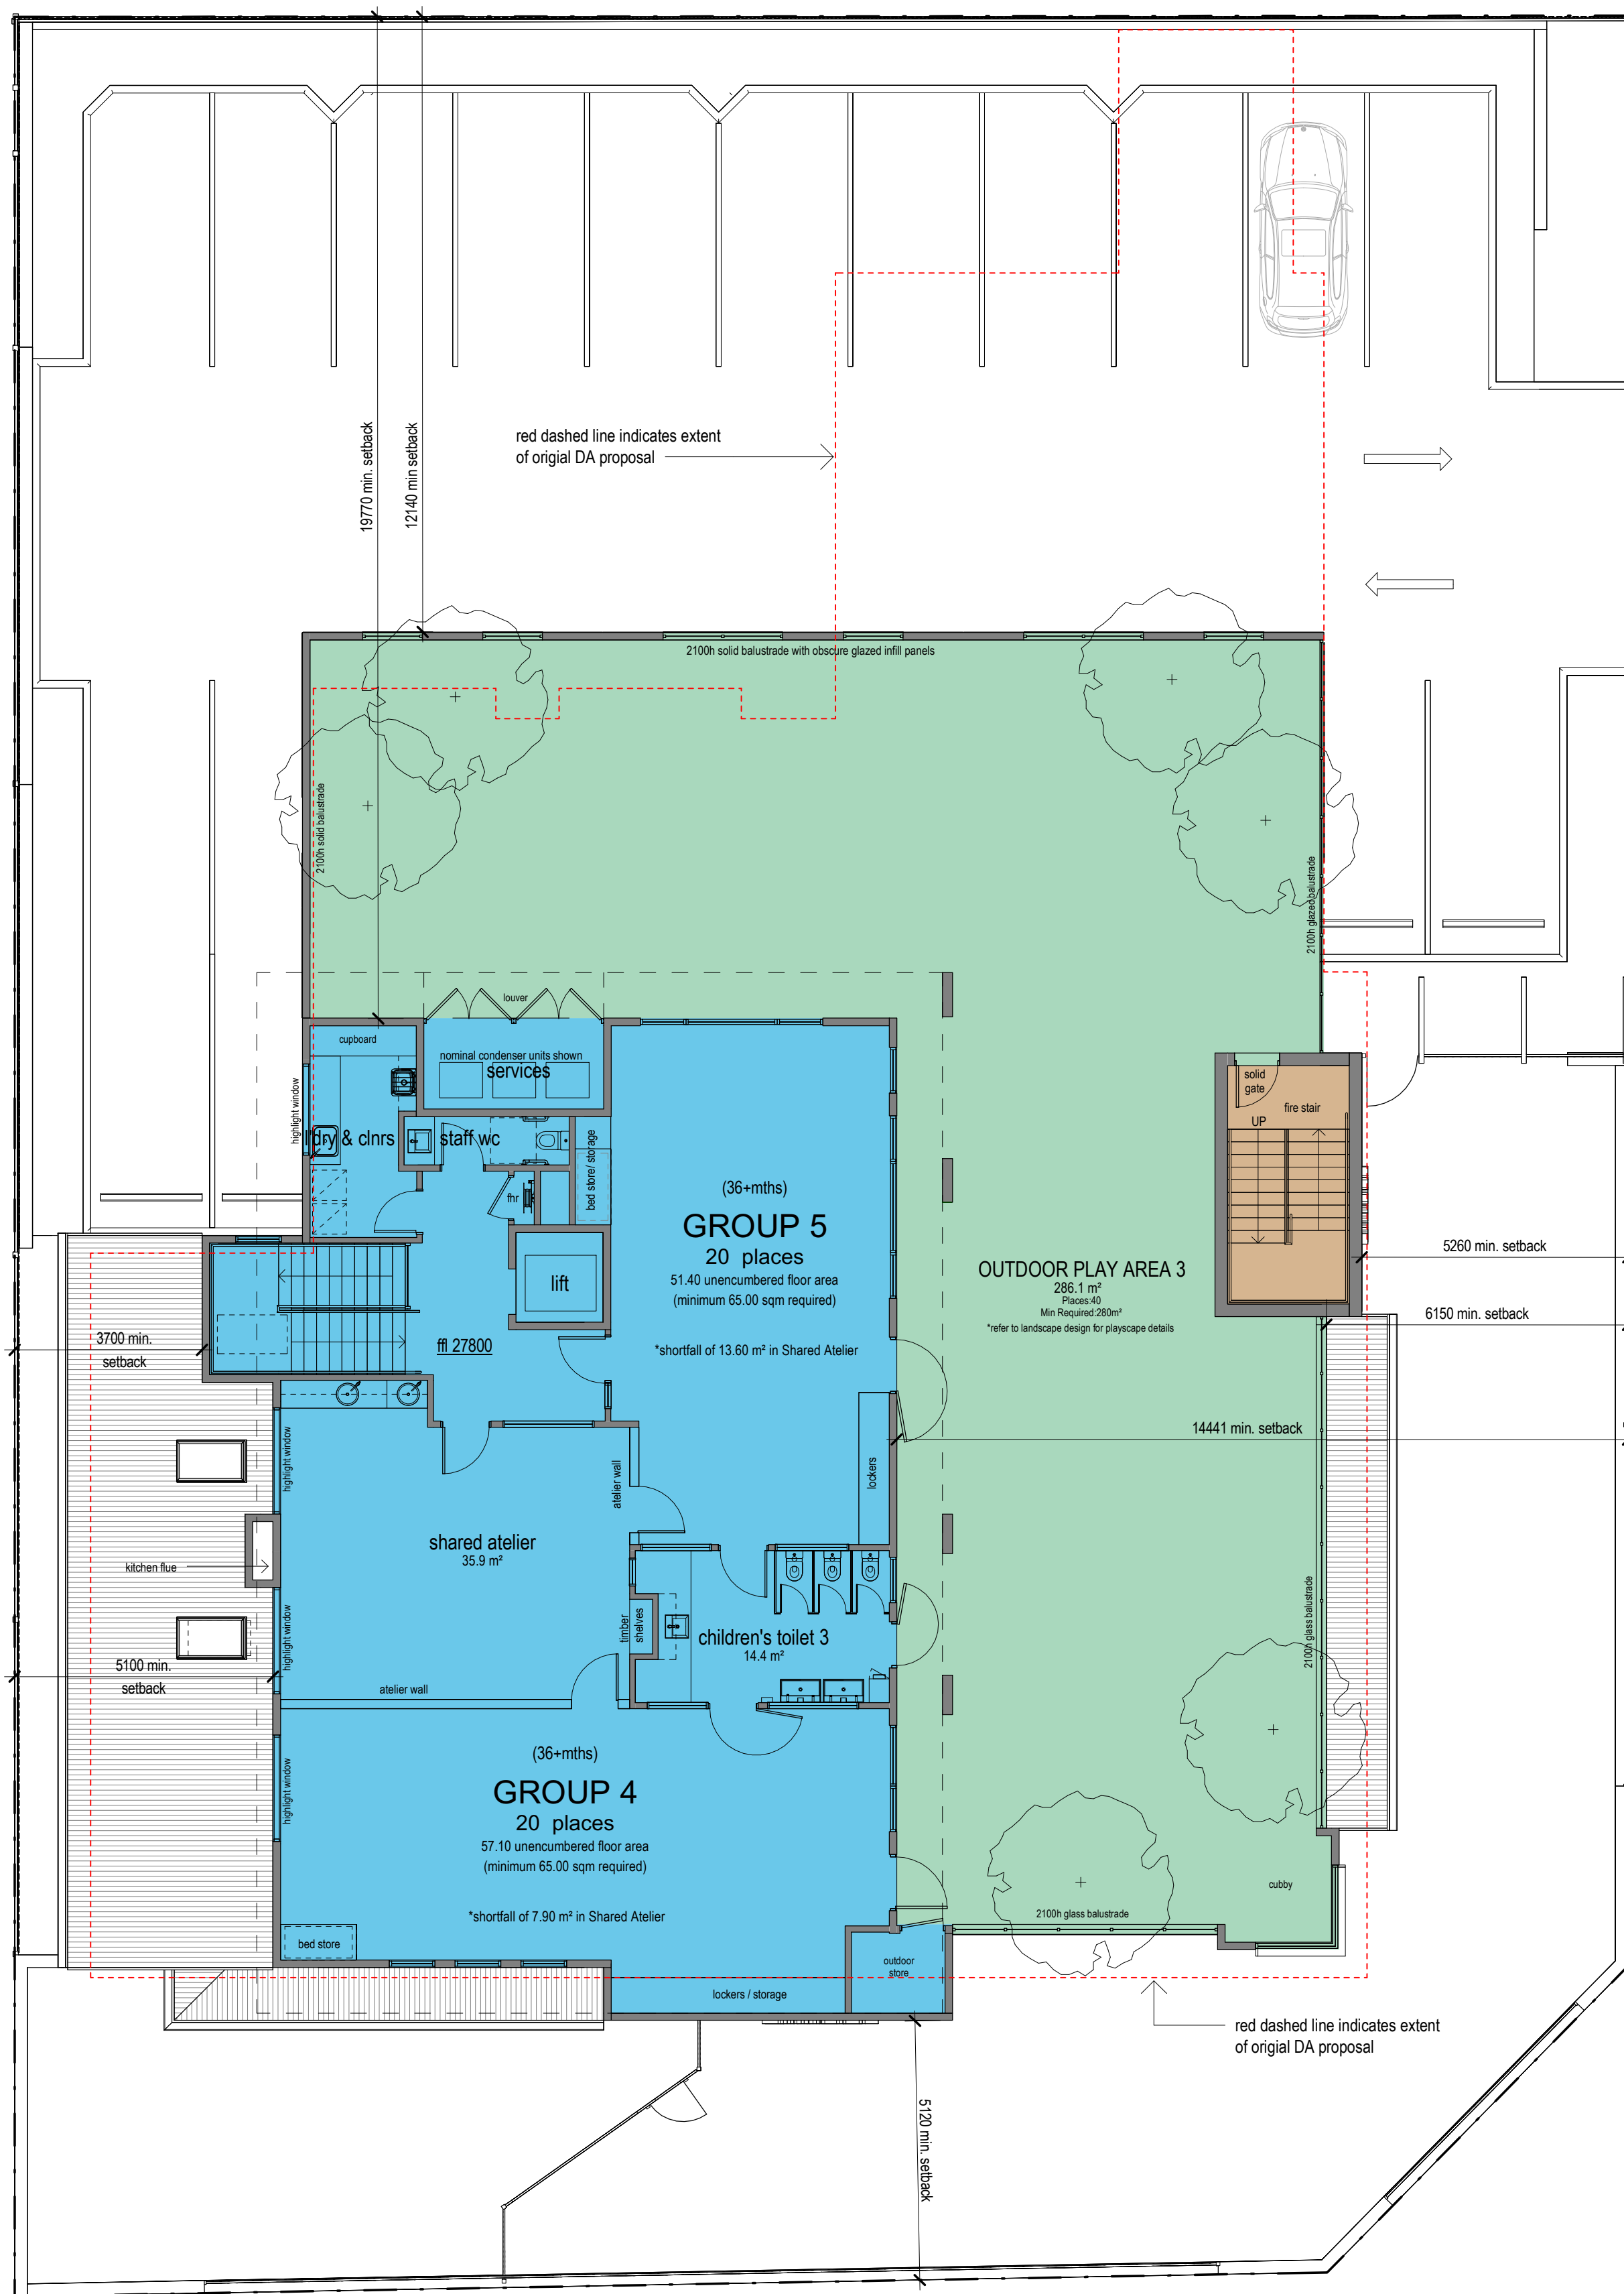 19770 min. setback
12140 min setback
red dashed line indicates extent
of origial DA proposal
2100h solid balustrade with obscure glazed infill panels
2100h solid balustrade
2100h glazed balustrade
louver
cupboard
nominal condenser units shown
services
highlight window
l'dry & clnrs
staff wc
bed store/ storage
fhr
lift
solid
gate
fire stair
UP
(36+mths)
GROUP 5
20 places
51.40 unencumbered floor area
(minimum 65.00 sqm required)
*shortfall of 13.60 m² in Shared Atelier
OUTDOOR PLAY AREA 3
286.1 m²
Places:40
Min Required:280m²
*refer to landscape design for playscape details
5260 min. setback
6150 min. setback
3700 min.
setback
ffl 27800
14441 min. setback
highlight window
atelier wall
lockers
shared atelier
35.9 m²
kitchen flue
timber
shelves
children's toilet 3
14.4 m²
highlight window
2100h glass balustrade
5100 min.
setback
atelier wall
(36+mths)
GROUP 4
20 places
57.10 unencumbered floor area
(minimum 65.00 sqm required)
*shortfall of 7.90 m² in Shared Atelier
highlight window
bed store
2100h glass balustrade
cubby
outdoor
store
lockers / storage
red dashed line indicates extent
of origial DA proposal
5120 min. setback